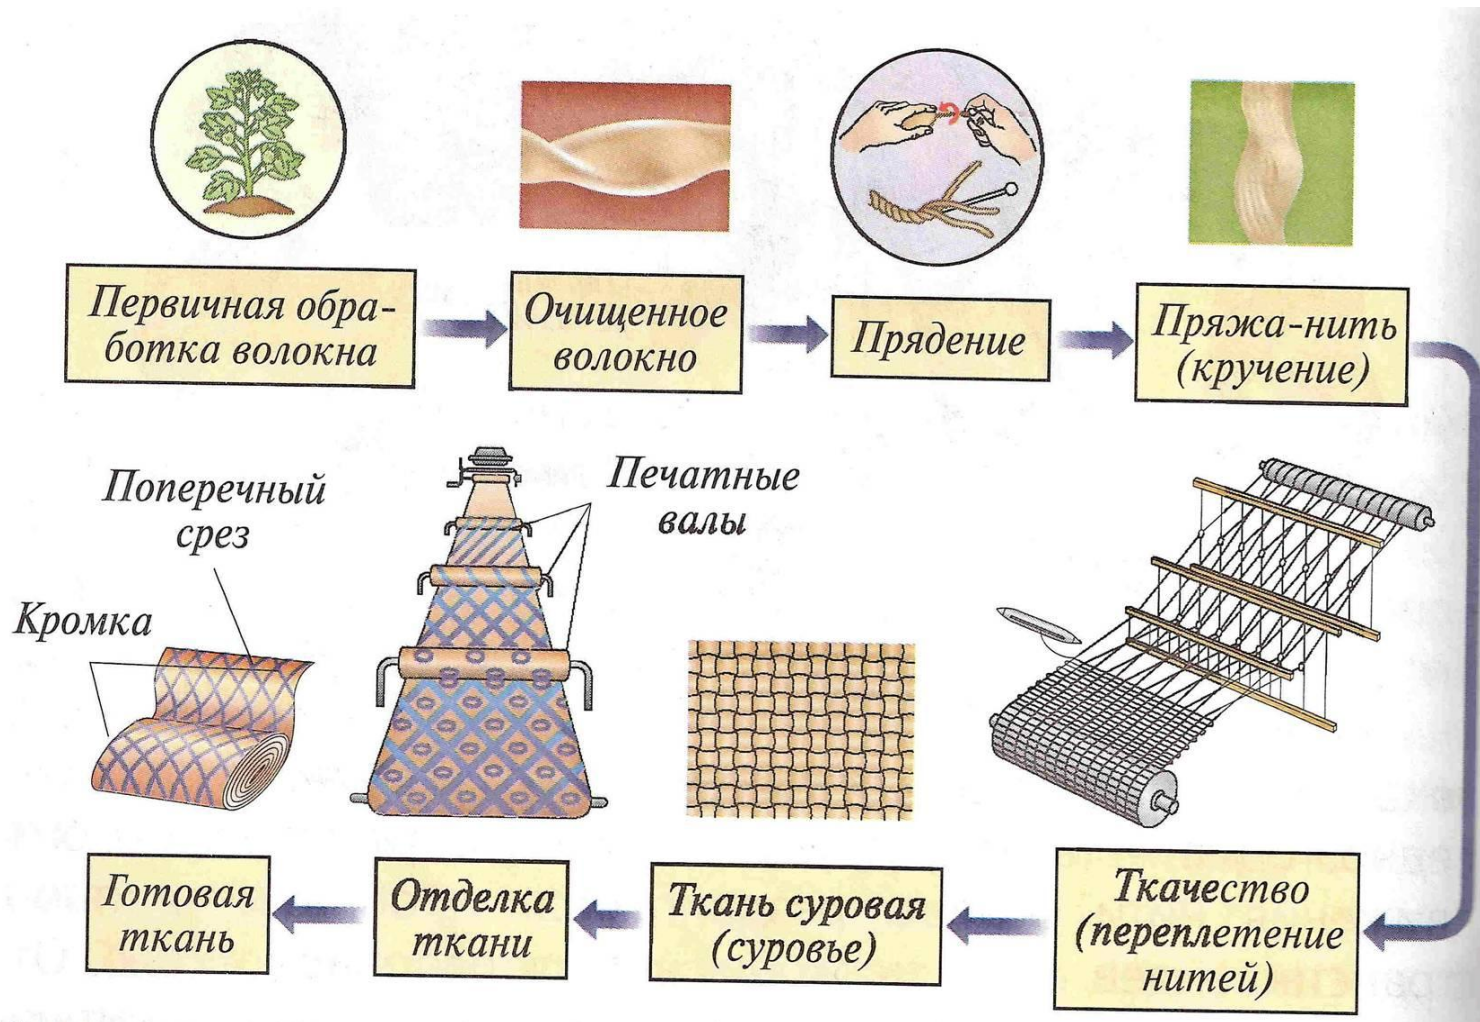 Первичная обра-
ботка волокна
Очищенное
волокно
Прядение
Пряжа-нить
(кручение)
Поперечный
срез
Кромка
Печатные
валы
Готовая
ткань
Отделка
ткани
Ткань суровая
(суровье)
Ткачество
(переплетение
нитей)